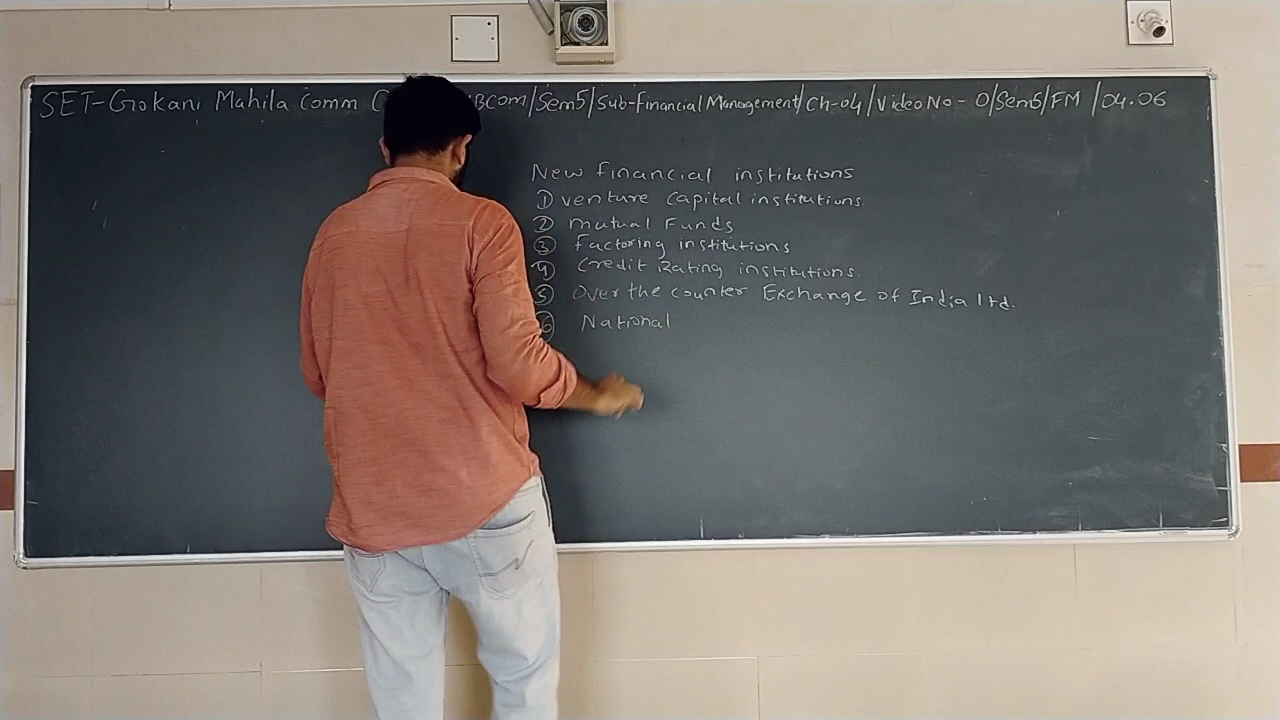 SET-Gokani Mahila Comm C BCOM/Sem5/Sub-Financial Management/Ch-04/Video No - 0/Sem5/FM/04.06
New financial institutions
① venture capital institutions.
② mutual Funds
③ factoring institutions
④ credit Rating institutions.
⑤ Over the counter Exchange of India ltd.
⑥ National